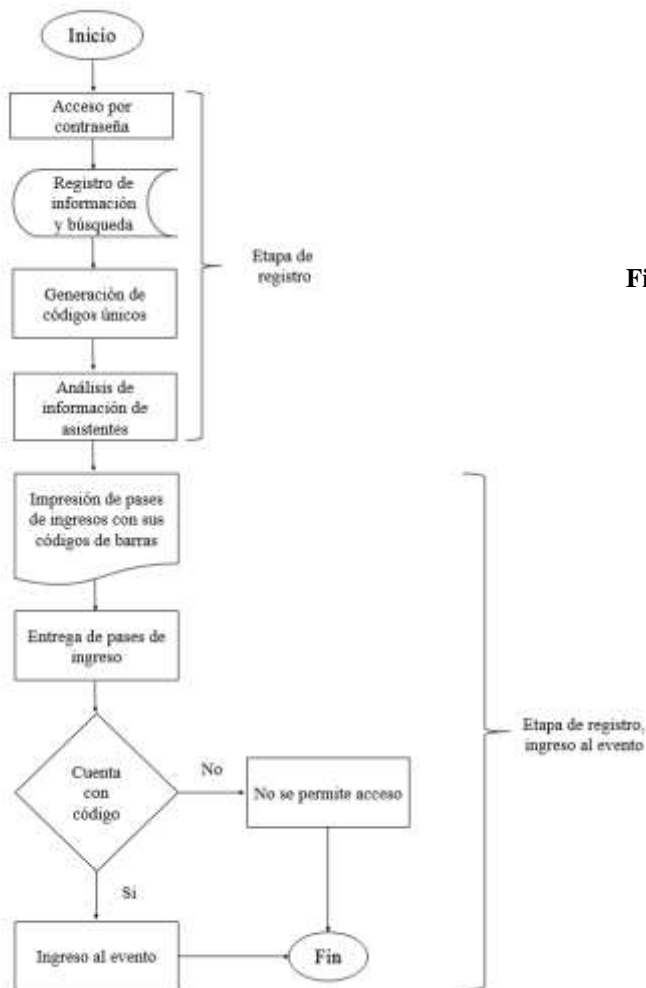 Inicio
Acceso por
contraseña
Registro de
información
y búsqueda
Generación de
códigos únicos
Análisis de
información de
asistentes
Etapa de
registro
Fi
Impresión de pases
de ingresos con sus
códigos de barras
Entrega de pases de
ingreso
Cuenta
con
código
No
No se permite acceso
Si
Ingreso al evento
Fin
Etapa de registro,
ingreso al evento